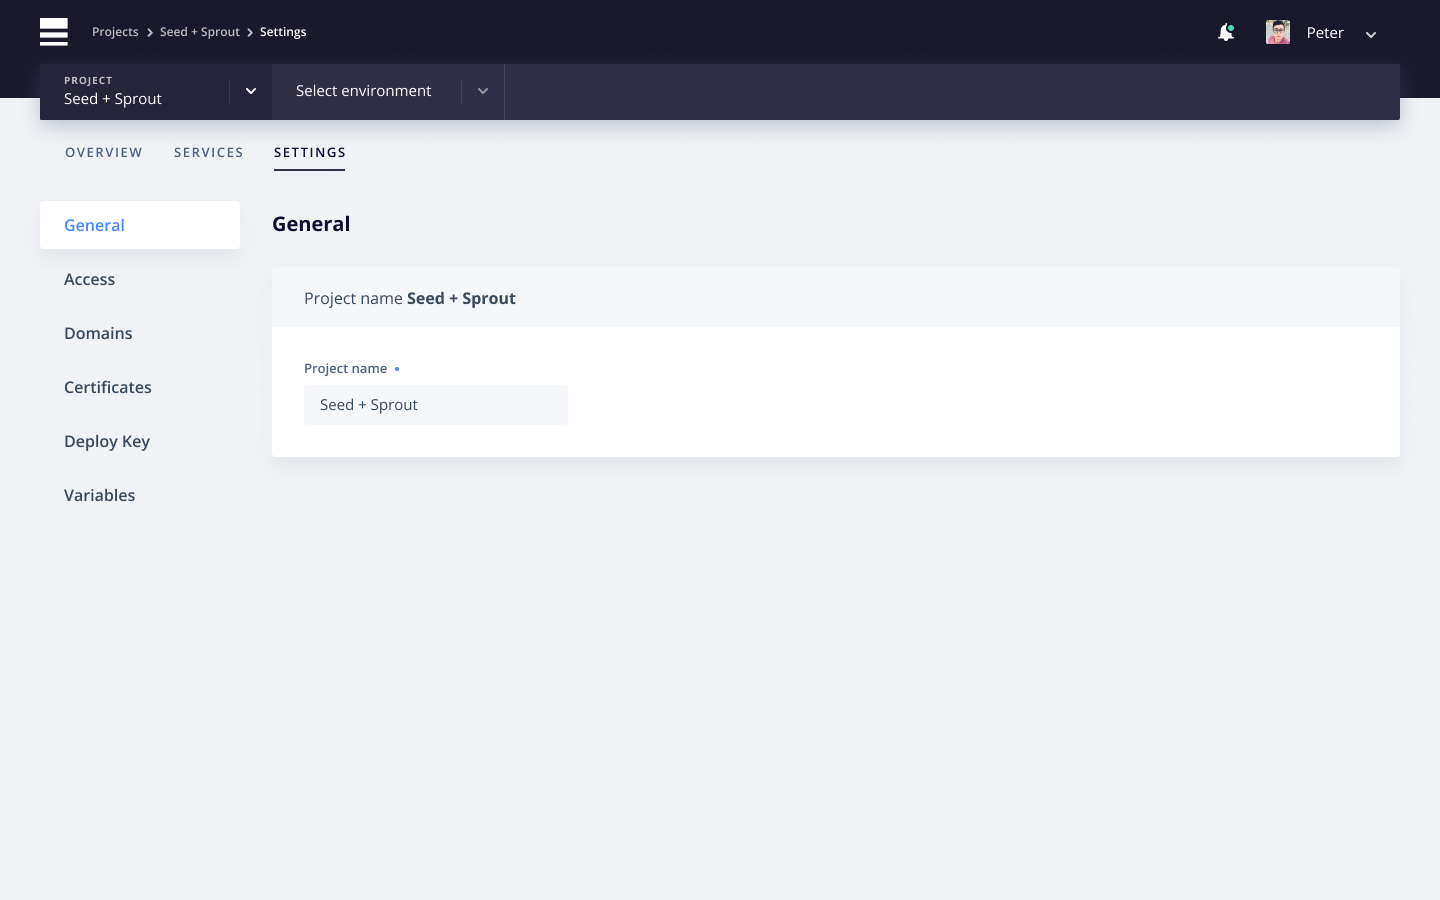 Projects > Seed + Sprout > Settings
Peter
PROJECT
Seed + Sprout
Select environment
OVERVIEW SERVICES SETTINGS
General
Access
Domains
Certificates
Deploy Key
Variables
General
Project name Seed + Sprout
Project name
Seed + Sprout